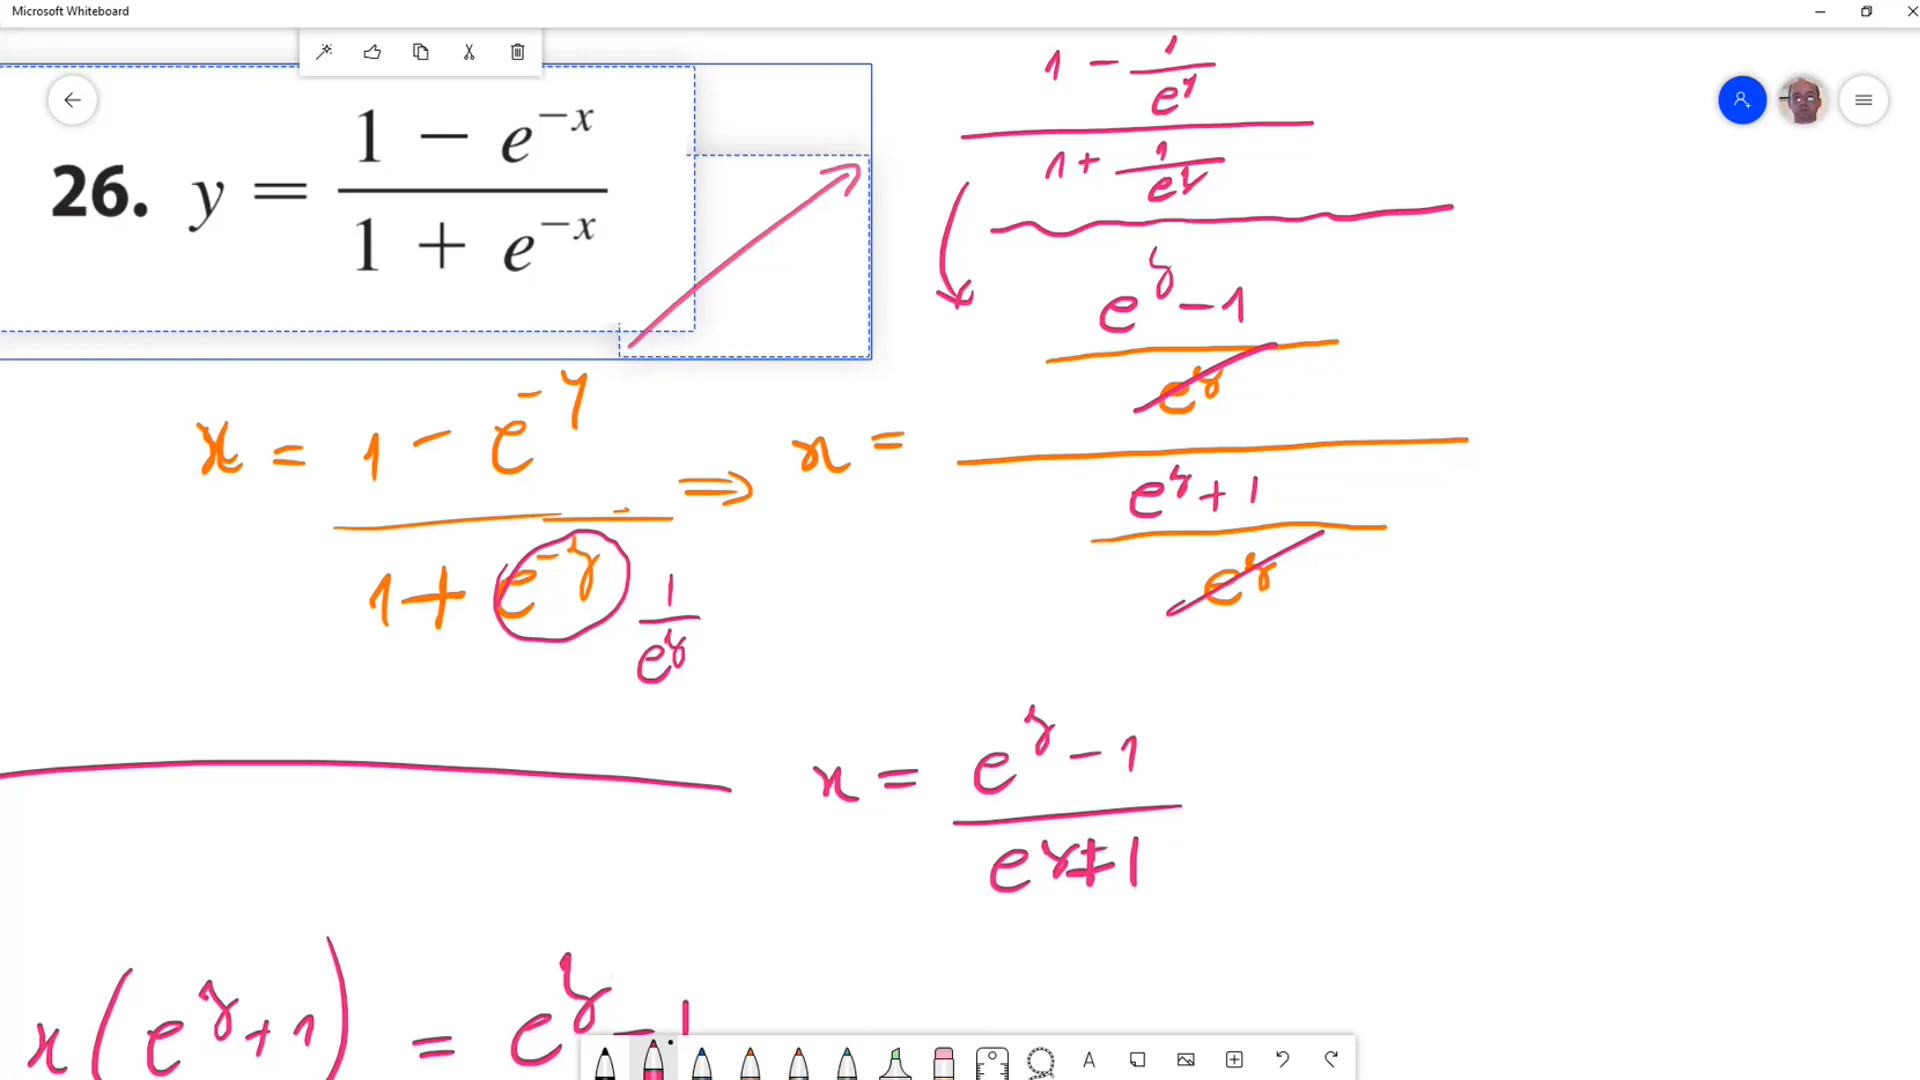 Microsoft Whiteboard
26. y = (1 − e^(−x)) / (1 + e^(−x))
x = (1 − e^(−y)) / (1 + e^(−y)) ⇒ x = ((e^y − 1) / e^y) / ((e^y + 1) / e^y)
1 / e^y
(1 − 1/e^y) / (1 + 1/e^y)
x = (e^y − 1) / (e^y + 1)
x(e^y + 1) = e^y − 1
A